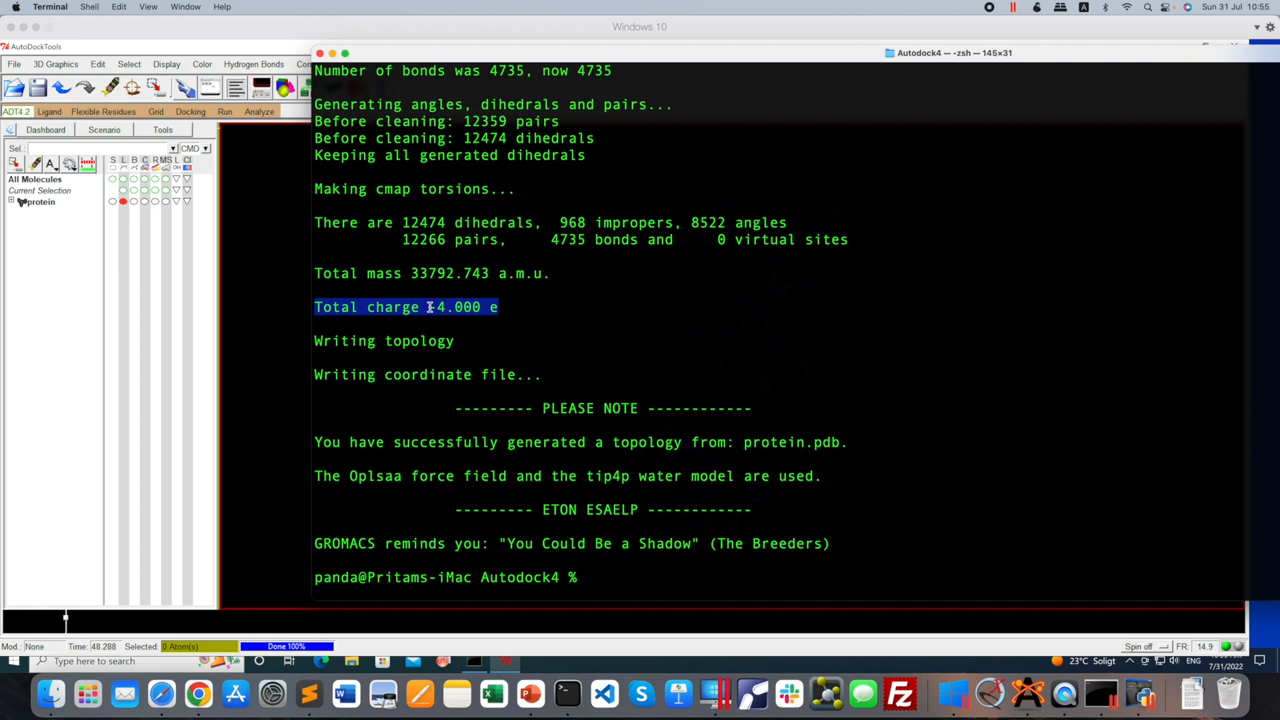 Terminal Shell Edit View Window Help
A Sun 31 Jul 10:55
Windows 10
AutoDockTools
Autodock4 — -zsh — 145×31
File 3D Graphics Edit Select Display Color Hydrogen Bonds
ADT4.2 Ligand Flexible Residues Grid Docking Run Analyze
Dashboard Scenario Tools
Sel.: CMD
S L B C R MS L Cl
All Molecules
Current Selection
protein
Number of bonds was 4735, now 4735
Generating angles, dihedrals and pairs...
Before cleaning: 12359 pairs
Before cleaning: 12474 dihedrals
Keeping all generated dihedrals
Making cmap torsions...
There are 12474 dihedrals, 968 impropers, 8522 angles
12266 pairs, 4735 bonds and 0 virtual sites
Total mass 33792.743 a.m.u.
Total charge -4.000 e
Writing topology
Writing coordinate file...
--------- PLEASE NOTE ------------
You have successfully generated a topology from: protein.pdb.
The Oplsaa force field and the tip4p water model are used.
--------- ETON ESAELP ------------
GROMACS reminds you: "You Could Be a Shadow" (The Breeders)
panda@Pritams-iMac Autodock4 %
Mod.: None Time: 48.288 Selected: 0 Atom(s) Done 100% Spin off FR: 14.9
Type here to search
23°C Soligt ENG
7/31/2022